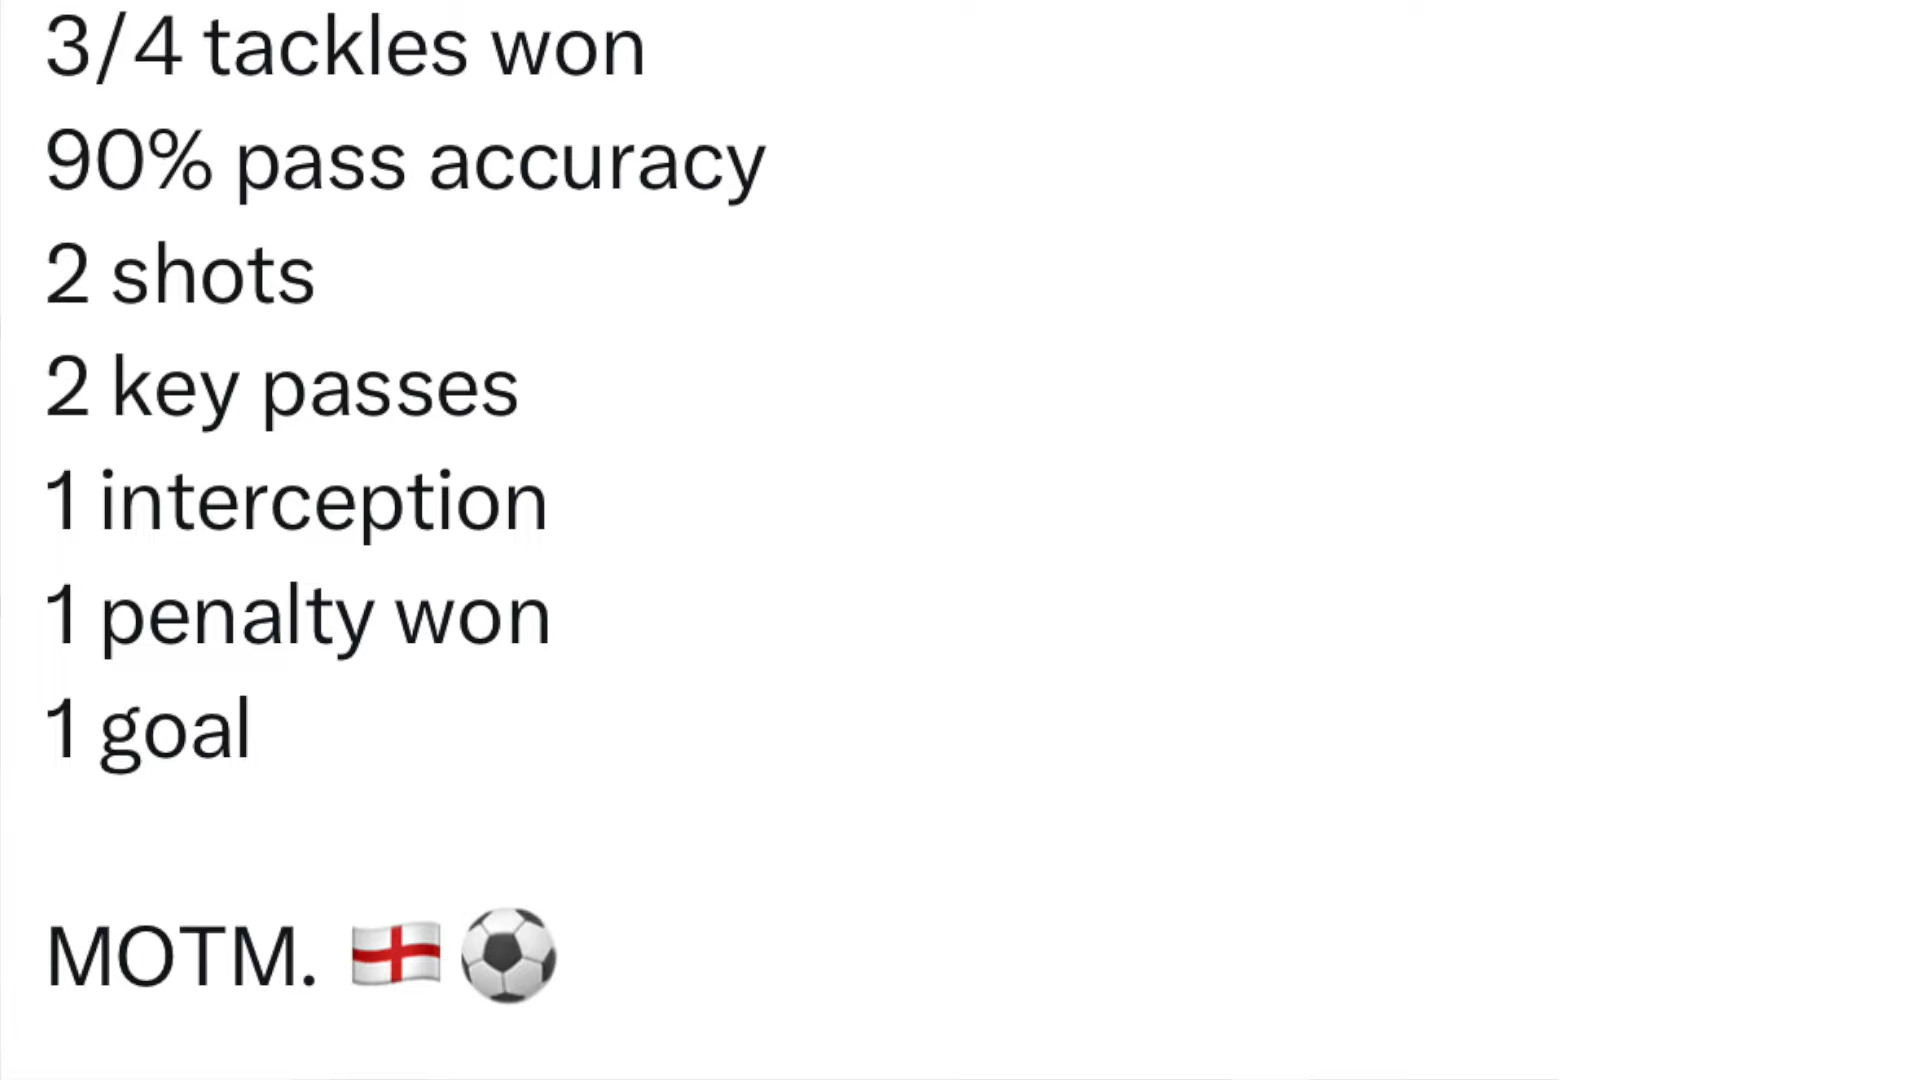 3/4 tackles won
90% pass accuracy
2 shots
2 key passes
1 interception
1 penalty won
1 goal
MOTM. 🏴󠁧󠁢󠁥󠁮󠁧󠁿⚽